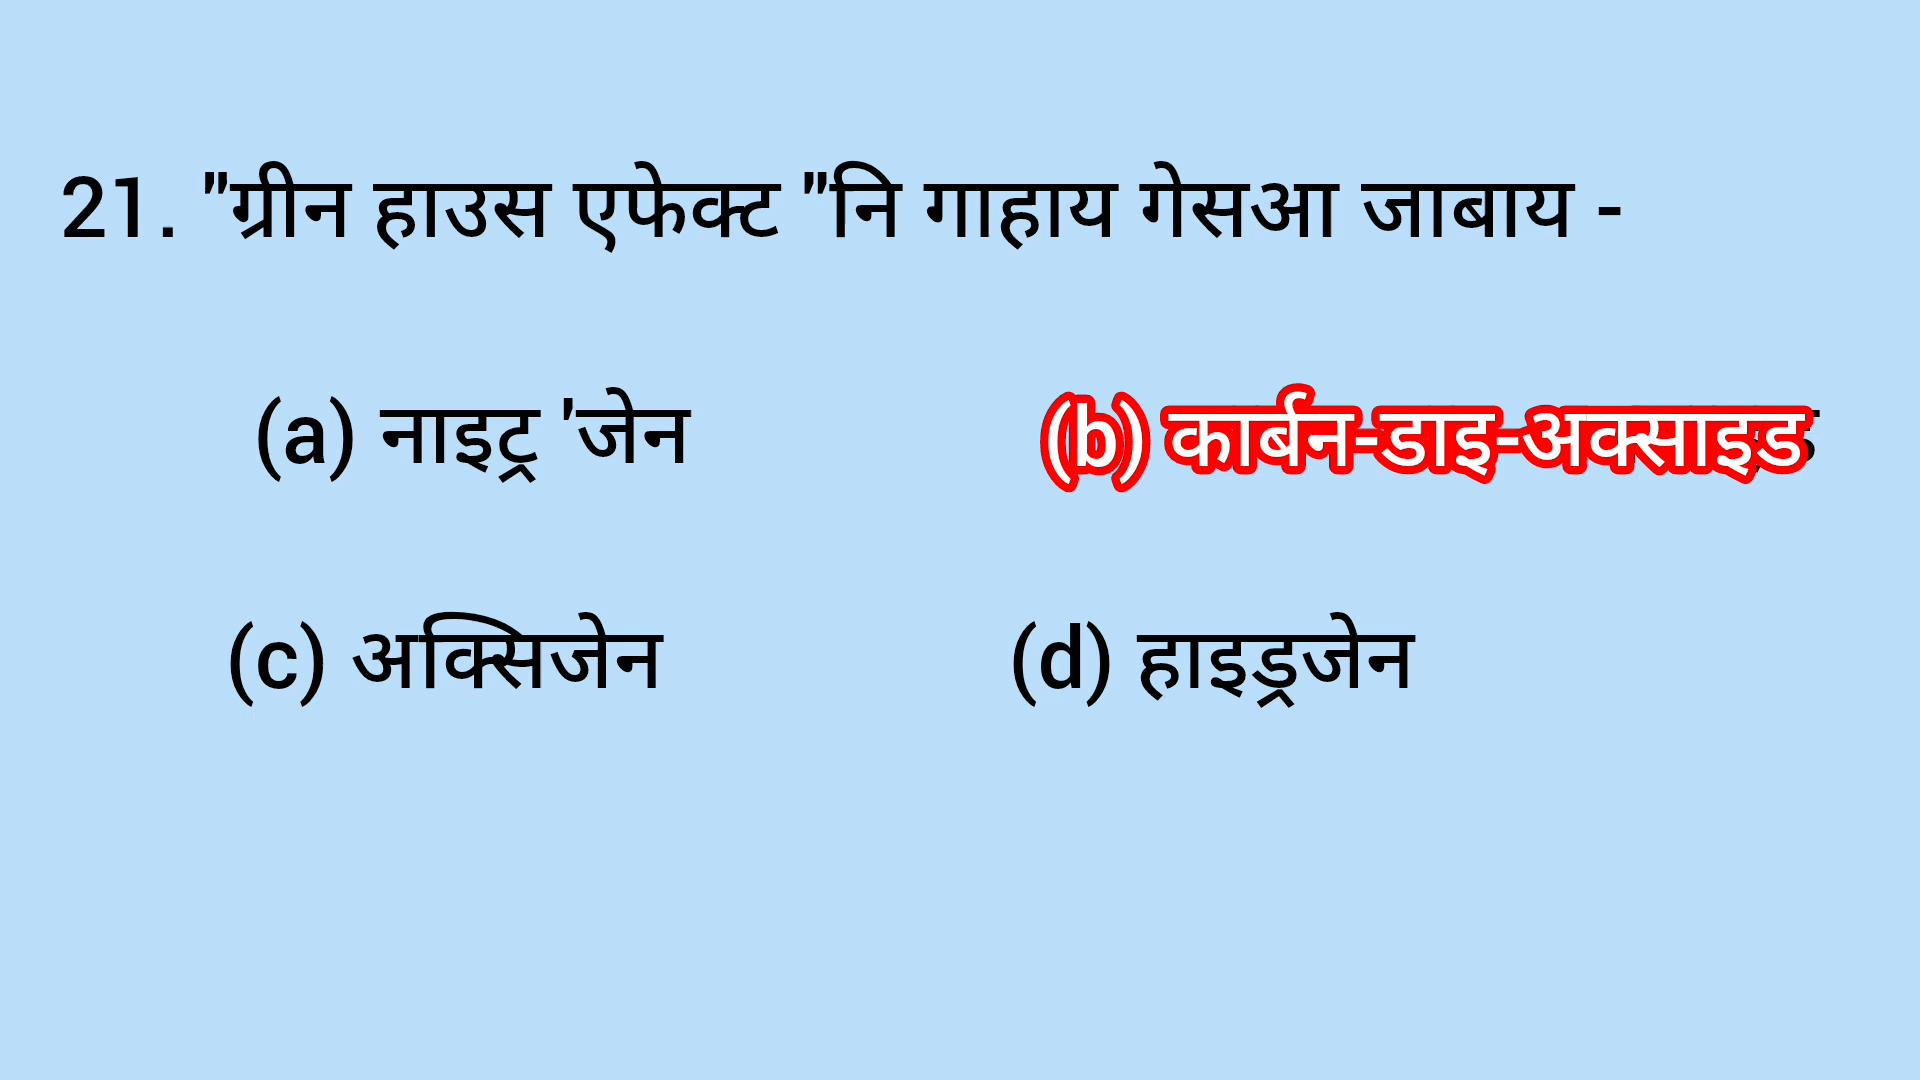 21. "ग्रीन हाउस एफेक्ट "नि गाहाय गेसआ जाबाय -
(a) नाइट्र 'जेन (b) कार्बन-डाइ-अक्साइड
(c) अक्सिजेन (d) हाइड्रजेन